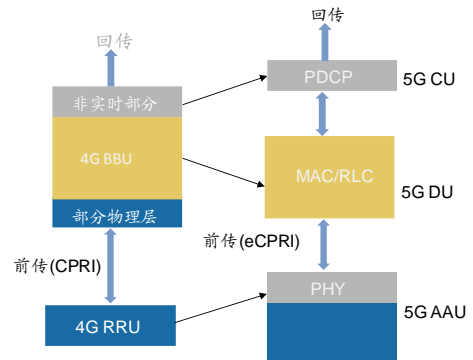 回传
非实时部分
4G BBU
部分物理层
前传(CPRI)
4G RRU
回传
PDCP
5G CU
MAC/RLC
5G DU
前传(eCPRI)
PHY
5G AAU